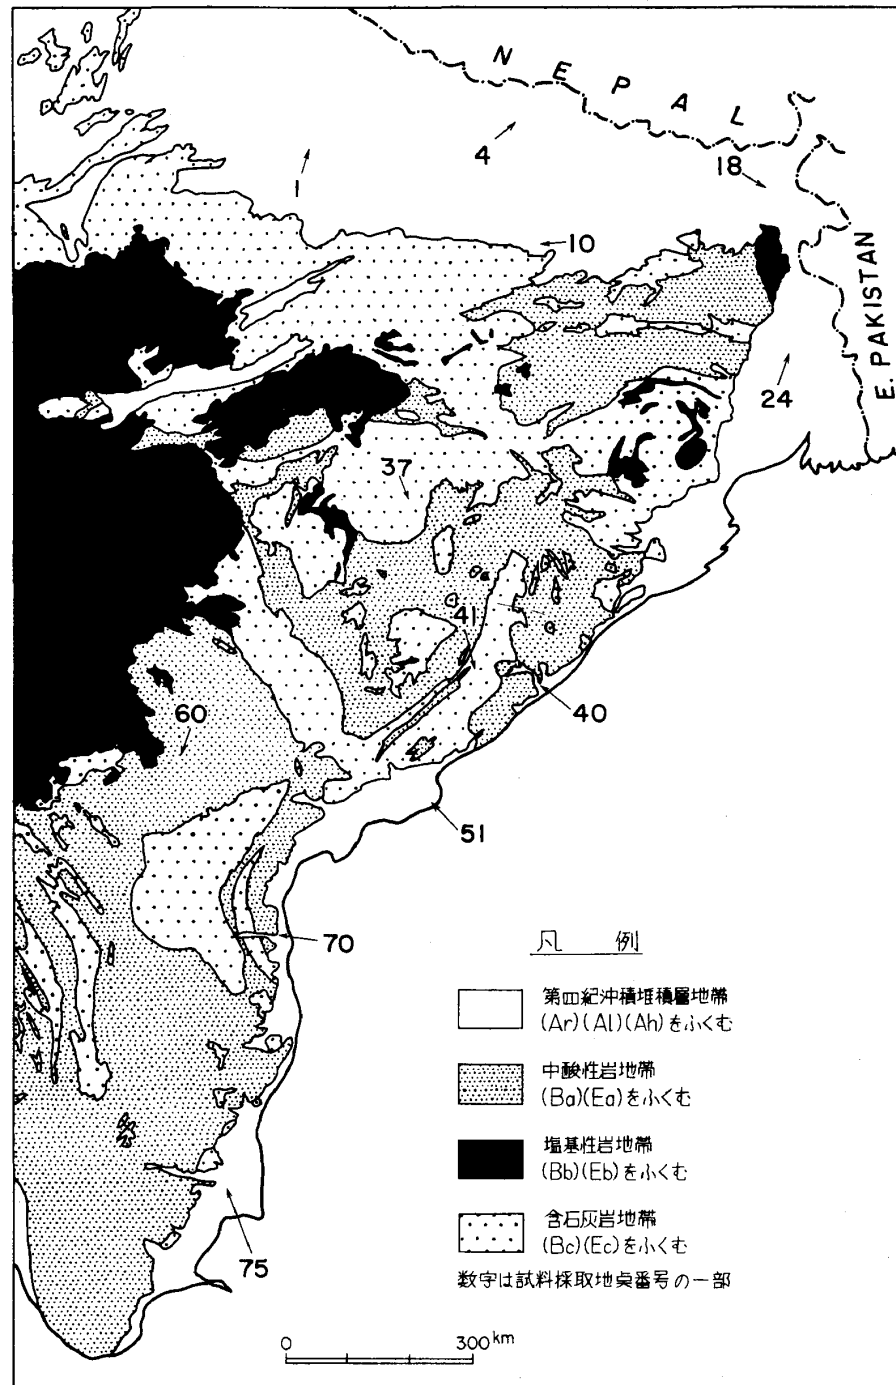 NEPAL
4
1
18
10
E. PAKISTAN
24
37
41
60
40
51
70
75
凡 例
第四紀沖積堆積層地帯
(Ar)(Al)(Ah)をふくむ
中酸性岩地帯
(Ba)(Ea)をふくむ
塩基性岩地帯
(Bb)(Eb)をふくむ
含石灰岩地帯
(Bc)(Ec)をふくむ
数字は試料採取地点番号の一部
0 300km